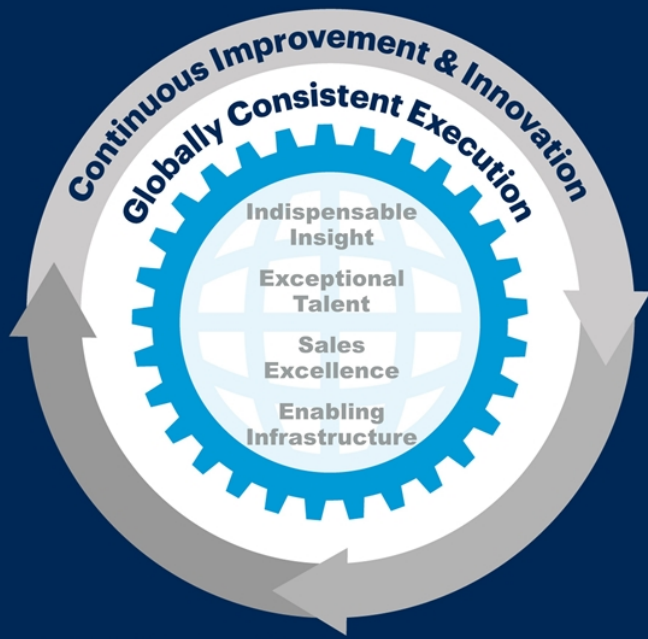 Continuous Improvement & Innovation
Globally Consistent Execution
Indispensable
Insight
Exceptional
Talent
Sales
Excellence
Enabling
Infrastructure